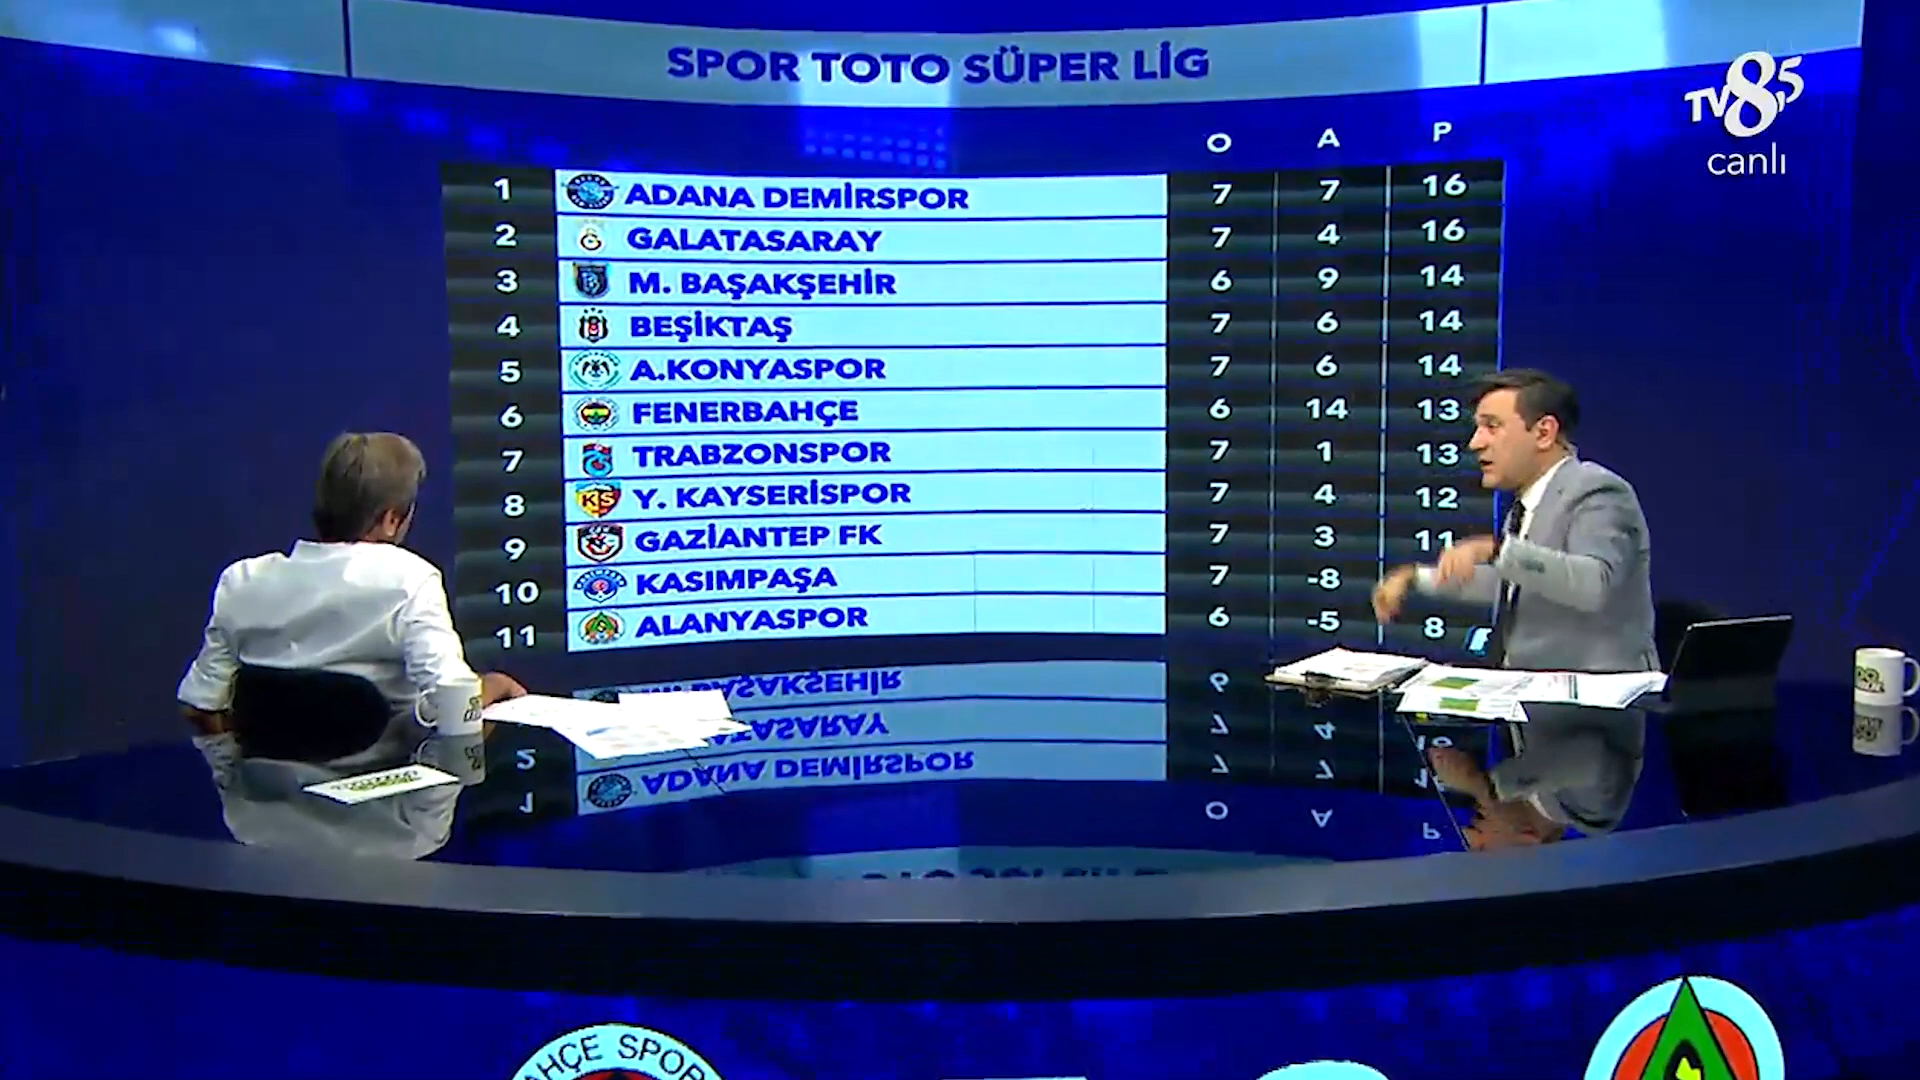 SPOR TOTO SÜPER LİG
TV8,5
canlı
O A P
1 ADANA DEMİRSPOR 7 7 16
2 GALATASARAY 7 4 16
3 M. BAŞAKŞEHİR 6 9 14
4 BEŞİKTAŞ 7 6 14
5 A.KONYASPOR 7 6 14
6 FENERBAHÇE 6 14 13
7 TRABZONSPOR 7 1 13
8 Y. KAYSERİSPOR 7 4 12
9 GAZİANTEP FK 7 3 11
10 KASIMPAŞA 7 -8
11 ALANYASPOR 6 -5 8
AHÇE SPOR